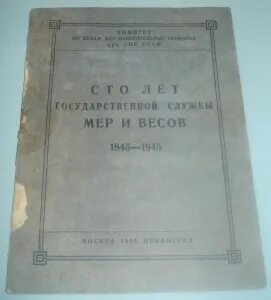 КОМИТЕТ
ПО ДЕЛАМ МЕР И ИЗМЕРИТЕЛЬНЫХ ПРИБОРОВ
при СНК СССР
СТО ЛЕТ
ГОСУДАРСТВЕННОЙ СЛУЖБЫ
МЕР И ВЕСОВ
1845—1945
МОСКВА 1945 ЛЕНИНГРАД